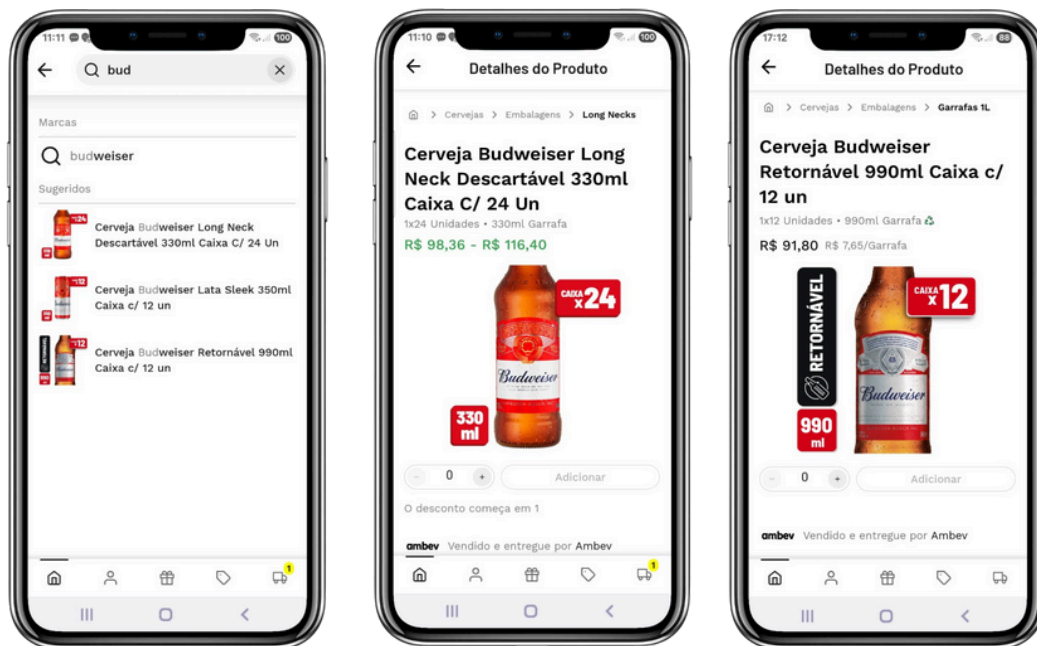 11:11
100
bud
Marcas
budweiser
Sugeridos
Cerveja Budweiser Long Neck
Descartável 330ml Caixa C/ 24 Un
Cerveja Budweiser Lata Sleek 350ml
Caixa c/ 12 un
RETORNÁVEL
Cerveja Budweiser Retornável 990ml
Caixa c/ 12 un
1
11:10
100
Detalhes do Produto
Cervejas > Embalagens > Long Necks
Cerveja Budweiser Long
Neck Descartável 330ml
Caixa C/ 24 Un
1x24 Unidades • 330ml Garrafa
R$ 98,36 - R$ 116,40
CAIXA
x24
Budweiser
330
ml
- 0 + Adicionar
O desconto começa em 1
ambev Vendido e entregue por Ambev
1
17:12
88
Detalhes do Produto
Cervejas > Embalagens > Garrafas 1L
Cerveja Budweiser
Retornável 990ml Caixa c/
12 un
1x12 Unidades • 990ml Garrafa
R$ 91,80 R$ 7,65/Garrafa
RETORNÁVEL
CAIXA
x12
Budweiser
990
ml
- 0 + Adicionar
ambev Vendido e entregue por Ambev